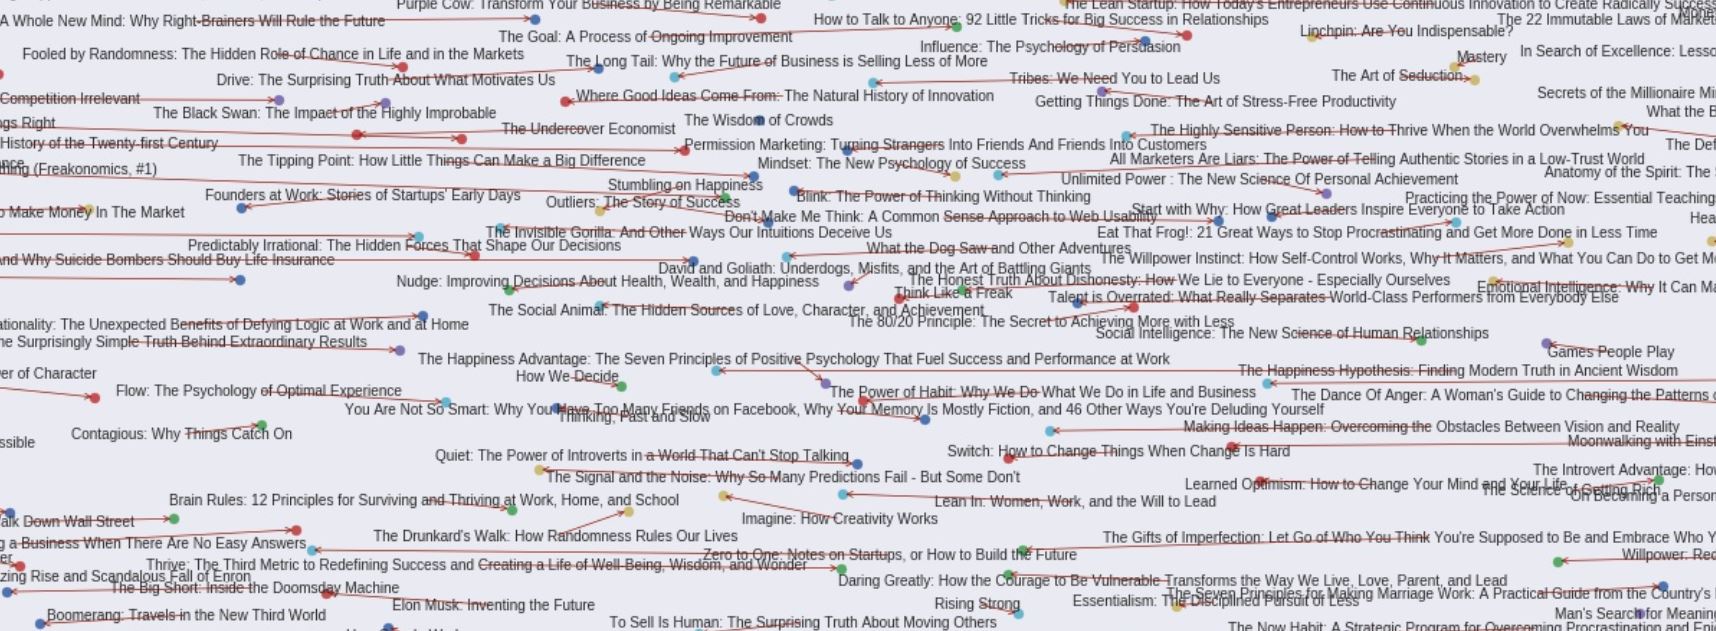 Purple Cow: Transform Your Business by Being Remarkable
The Lean Startup: How Today's Entrepreneurs Use Continuous Innovation to Create Radically Success
A Whole New Mind: Why Right-Brainers Will Rule the Future
How to Talk to Anyone: 92 Little Tricks for Big Success in Relationships
The 22 Immutable Laws of Market
The Goal: A Process of Ongoing Improvement
Linchpin: Are You Indispensable?
Influence: The Psychology of Persuasion
Fooled by Randomness: The Hidden Role of Chance in Life and in the Markets
The Long Tail: Why the Future of Business is Selling Less of More
Mastery
In Search of Excellence: Lesso
Drive: The Surprising Truth About What Motivates Us
Tribes: We Need You to Lead Us
The Art of Seduction
Competition Irrelevant
Where Good Ideas Come From: The Natural History of Innovation
Getting Things Done: The Art of Stress-Free Productivity
Secrets of the Millionaire Mi
The Black Swan: The Impact of the Highly Improbable
What the B
ngs Right
The Undercover Economist
The Wisdom of Crowds
The Highly Sensitive Person: How to Thrive When the World Overwhelms You
History of the Twenty-first Century
Permission Marketing: Turning Strangers Into Friends And Friends Into Customers
The Def
The Tipping Point: How Little Things Can Make a Big Difference
Mindset: The New Psychology of Success
All Marketers Are Liars: The Power of Telling Authentic Stories in a Low-Trust World
thing (Freakonomics, #1)
Anatomy of the Spirit: The
Stumbling on Happiness
Unlimited Power : The New Science Of Personal Achievement
Founders at Work: Stories of Startups' Early Days
Outliers: The Story of Success
Blink: The Power of Thinking Without Thinking
Practicing the Power of Now: Essential Teachings
o Make Money In The Market
Don't Make Me Think: A Common Sense Approach to Web Usability
Start with Why: How Great Leaders Inspire Everyone to Take Action
Hea
The Invisible Gorilla: And Other Ways Our Intuitions Deceive Us
Eat That Frog!: 21 Great Ways to Stop Procrastinating and Get More Done in Less Time
Predictably Irrational: The Hidden Forces That Shape Our Decisions
What the Dog Saw and Other Adventures
And Why Suicide Bombers Should Buy Life Insurance
David and Goliath: Underdogs, Misfits, and the Art of Battling Giants
The Willpower Instinct: How Self-Control Works, Why It Matters, and What You Can Do to Get Mo
Nudge: Improving Decisions About Health, Wealth, and Happiness
The Honest Truth About Dishonesty: How We Lie to Everyone - Especially Ourselves
Emotional Intelligence: Why It Can Ma
Think Like a Freak
Talent is Overrated: What Really Separates World-Class Performers from Everybody Else
The Social Animal: The Hidden Sources of Love, Character, and Achievement
ationality: The Unexpected Benefits of Defying Logic at Work and at Home
The 80/20 Principle: The Secret to Achieving More with Less
Social Intelligence: The New Science of Human Relationships
he Surprisingly Simple Truth Behind Extraordinary Results
Games People Play
The Happiness Advantage: The Seven Principles of Positive Psychology That Fuel Success and Performance at Work
er of Character
How We Decide
The Happiness Hypothesis: Finding Modern Truth in Ancient Wisdom
Flow: The Psychology of Optimal Experience
The Power of Habit: Why We Do What We Do in Life and Business
The Dance Of Anger: A Woman's Guide to Changing the Patterns o
You Are Not So Smart: Why You Have Too Many Friends on Facebook, Why Your Memory Is Mostly Fiction, and 46 Other Ways You're Deluding Yourself
Thinking, Fast and Slow
Contagious: Why Things Catch On
Making Ideas Happen: Overcoming the Obstacles Between Vision and Reality
ssible
Moonwalking with Einst
Quiet: The Power of Introverts in a World That Can't Stop Talking
Switch: How to Change Things When Change Is Hard
The Signal and the Noise: Why So Many Predictions Fail - But Some Don't
The Introvert Advantage: How
Learned Optimism: How to Change Your Mind and Your Life
The Science of Getting Rich
On Becoming a Person
Brain Rules: 12 Principles for Surviving and Thriving at Work, Home, and School
Lean In: Women, Work, and the Will to Lead
alk Down Wall Street
Imagine: How Creativity Works
The Drunkard's Walk: How Randomness Rules Our Lives
The Gifts of Imperfection: Let Go of Who You Think You're Supposed to Be and Embrace Who Y
g a Business When There Are No Easy Answers
Zero to One: Notes on Startups, or How to Build the Future
Willpower: Red
er
Thrive: The Third Metric to Redefining Success and Creating a Life of Well-Being, Wisdom, and Wonder
zing Rise and Scandalous Fall of Enron
Daring Greatly: How the Courage to Be Vulnerable Transforms the Way We Live, Love, Parent, and Lead
The Big Short: Inside the Doomsday Machine
The Seven Principles for Making Marriage Work: A Practical Guide from the Country's
Elon Musk: Inventing the Future
Rising Strong
Essentialism: The Disciplined Pursuit of Less
Boomerang: Travels in the New Third World
Man's Search for Meaning
To Sell Is Human: The Surprising Truth About Moving Others
The Now Habit: A Strategic Program for Overcoming Procrastination and Enj